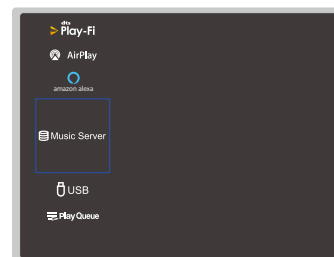 dts
Play-Fi
AirPlay
amazon alexa
Music Server
USB
Play Queue